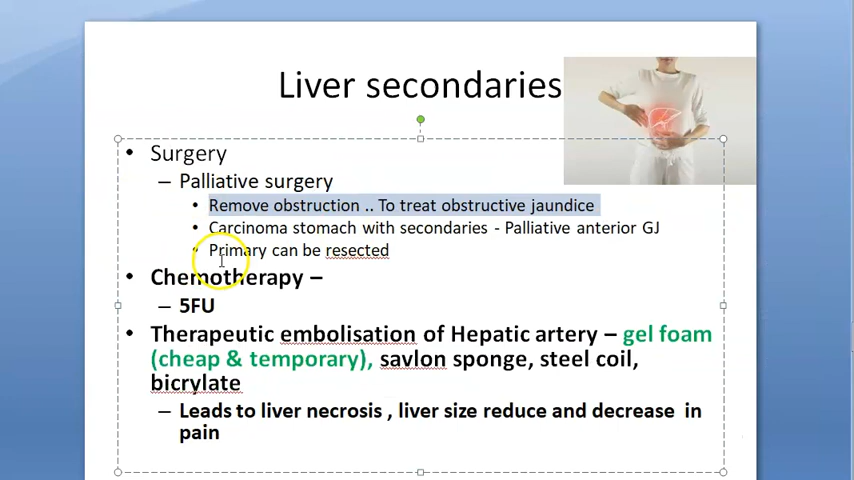 Liver secondaries
• Surgery
– Palliative surgery
• Remove obstruction .. To treat obstructive jaundice
• Carcinoma stomach with secondaries - Palliative anterior GJ
• Primary can be resected
• Chemotherapy –
– 5FU
• Therapeutic embolisation of Hepatic artery – gel foam
(cheap & temporary), savlon sponge, steel coil,
bicrylate
– Leads to liver necrosis , liver size reduce and decrease in
pain